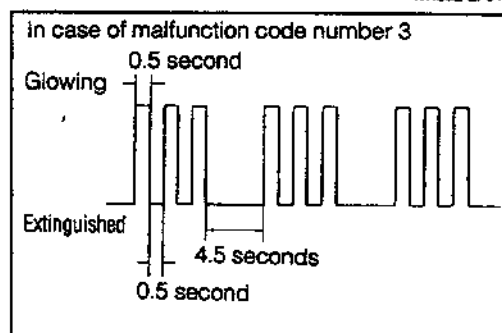 In case of malfunction code number 3
0.5 second
Glowing
Extinguished
4.5 seconds
0.5 second